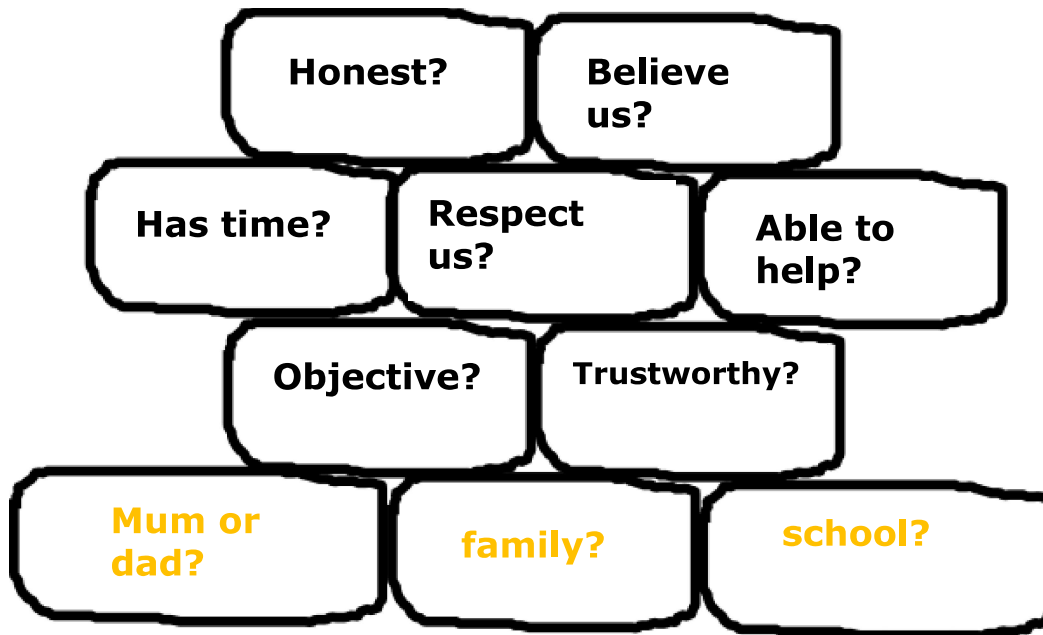 Honest?
Believe
us?
Has time?
Respect
us?
Able to
help?
Objective?
Trustworthy?
Mum or
dad?
family?
school?